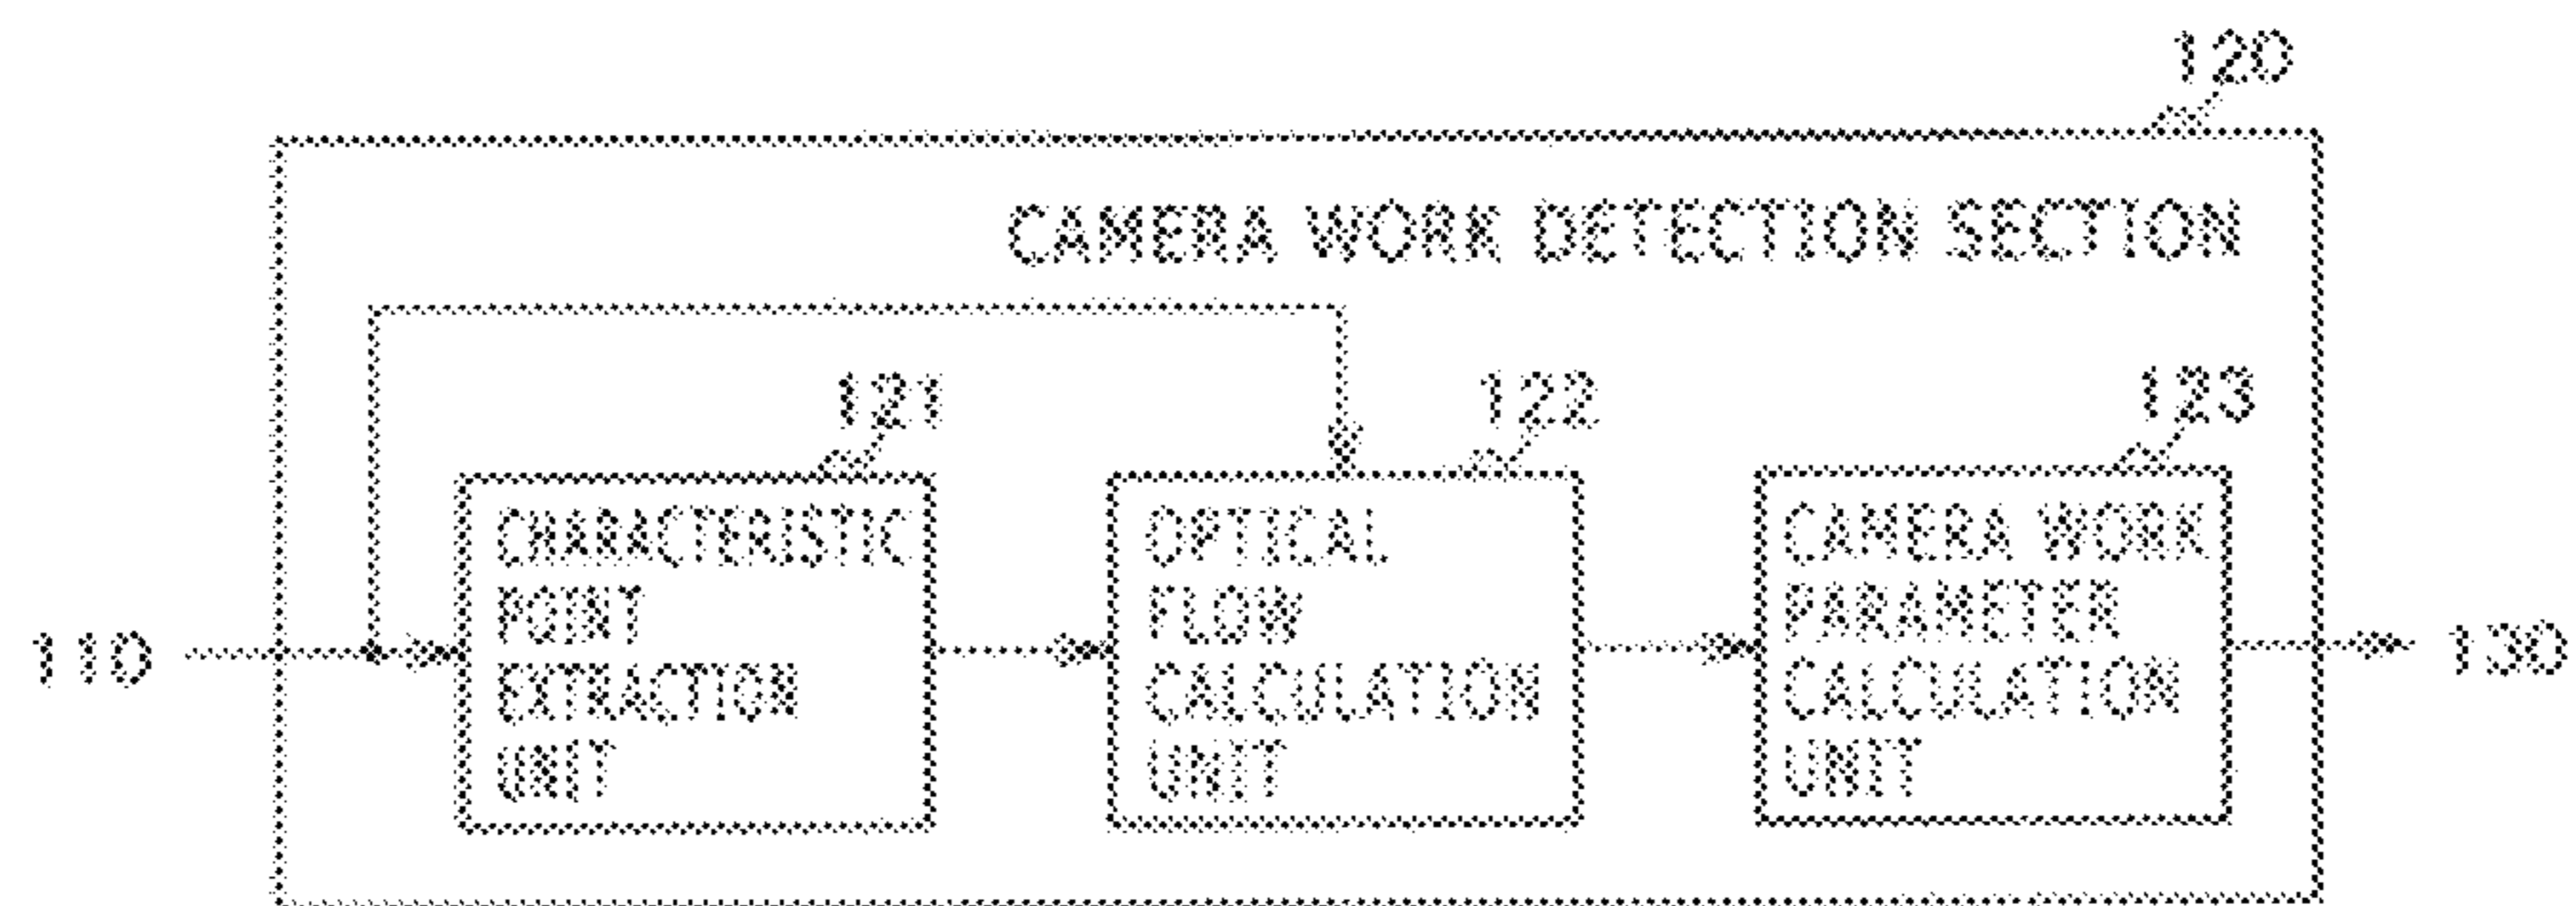 120
CAMERA WORK DETECTION SECTION
121
122
123
CHARACTERISTIC
POINT
EXTRACTION
UNIT
OPTICAL
FLOW
CALCULATION
UNIT
CAMERA WORK
PARAMETER
CALCULATION
UNIT
110
130